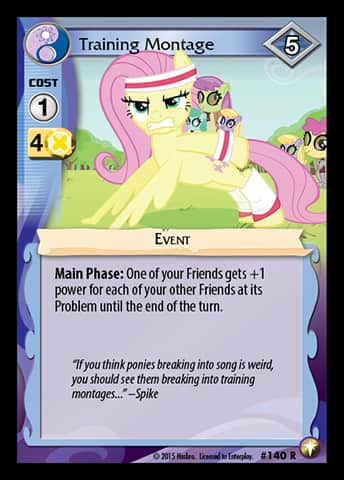 Training Montage
5
COST
1
4
EVENT
Main Phase: One of your Friends gets +1
power for each of your other Friends at its
Problem until the end of the turn.
"If you think ponies breaking into song is weird,
you should see them breaking into training
montages..." –Spike
© 2015 Hasbro. Licensed to Enterplay. #140 R